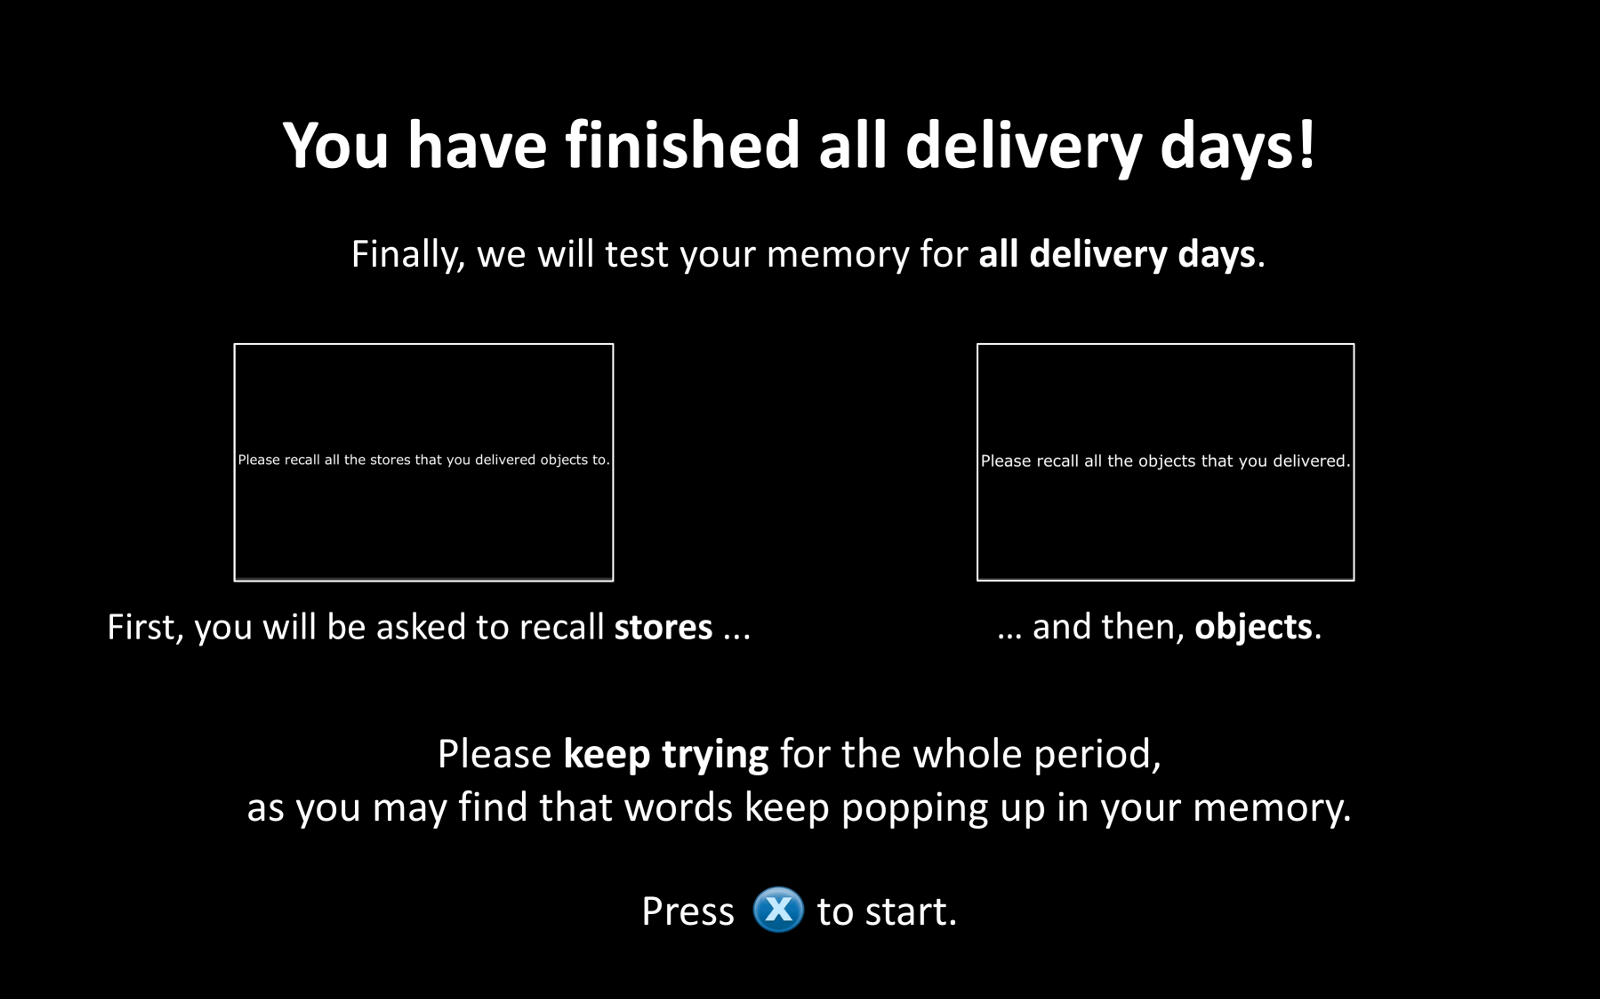 You have finished all delivery days!
Finally, we will test your memory for all delivery days.
Please recall all the stores that you delivered objects to.
Please recall all the objects that you delivered.
First, you will be asked to recall stores ...
... and then, objects.
Please keep trying for the whole period,
as you may find that words keep popping up in your memory.
Press X to start.